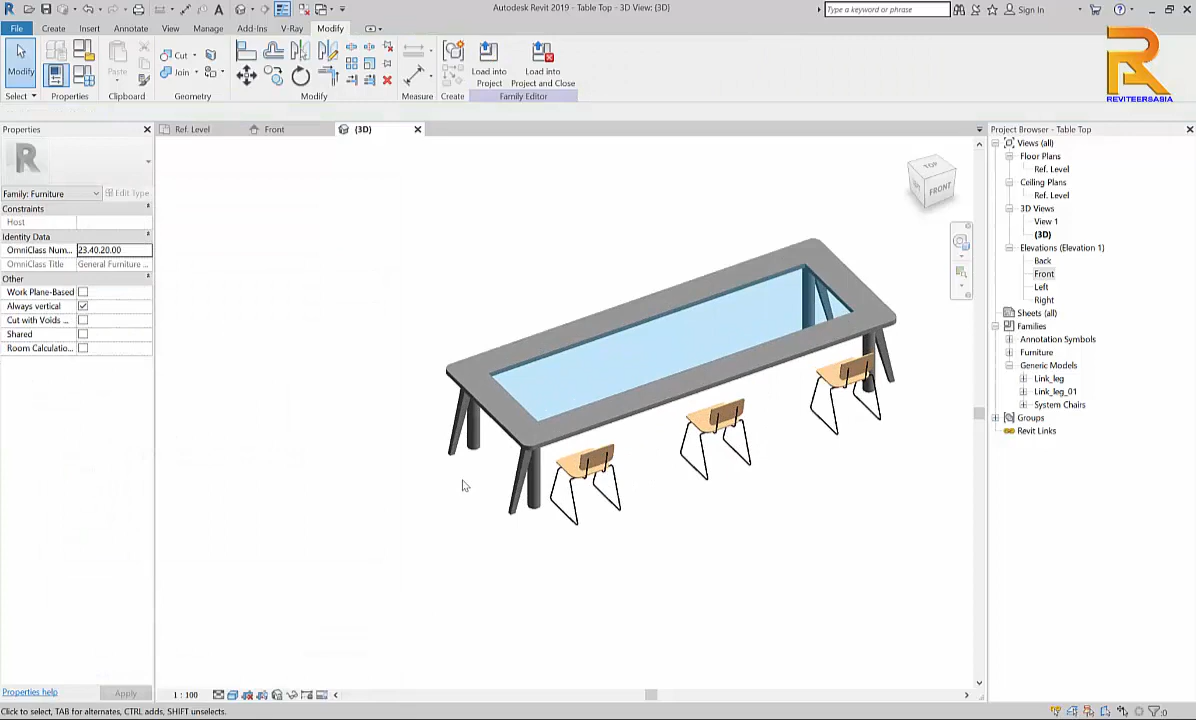 Autodesk Revit 2019 - Table Top - 3D View: {3D}
Type a keyword or phrase
Sign In
File Create Insert Annotate View Manage Add-Ins V-Ray Modify
Modify
Paste
Cut
Join
Load into
Project
Load into
Project and Close
Select Properties Clipboard Geometry Modify Measure Create Family Editor
REVITEERSASIA
Properties
Ref. Level
Front
{3D}
Project Browser - Table Top
R
Family: Furniture
Edit Type
Constraints
Host
Identity Data
OmniClass Num... 23.40.20.00
OmniClass Title General Furniture ...
Other
Work Plane-Based
Always vertical
Cut with Voids ...
Shared
Room Calculatio...
TOP
FRONT
Views (all)
Floor Plans
Ref. Level
Ceiling Plans
Ref. Level
3D Views
View 1
{3D}
Elevations (Elevation 1)
Back
Front
Left
Right
Sheets (all)
Families
Annotation Symbols
Furniture
Generic Models
Link_leg
Link_leg_01
System Chairs
Groups
Revit Links
Properties help
Apply
1 : 100
Click to select, TAB for alternates, CTRL adds, SHIFT unselects.
:0